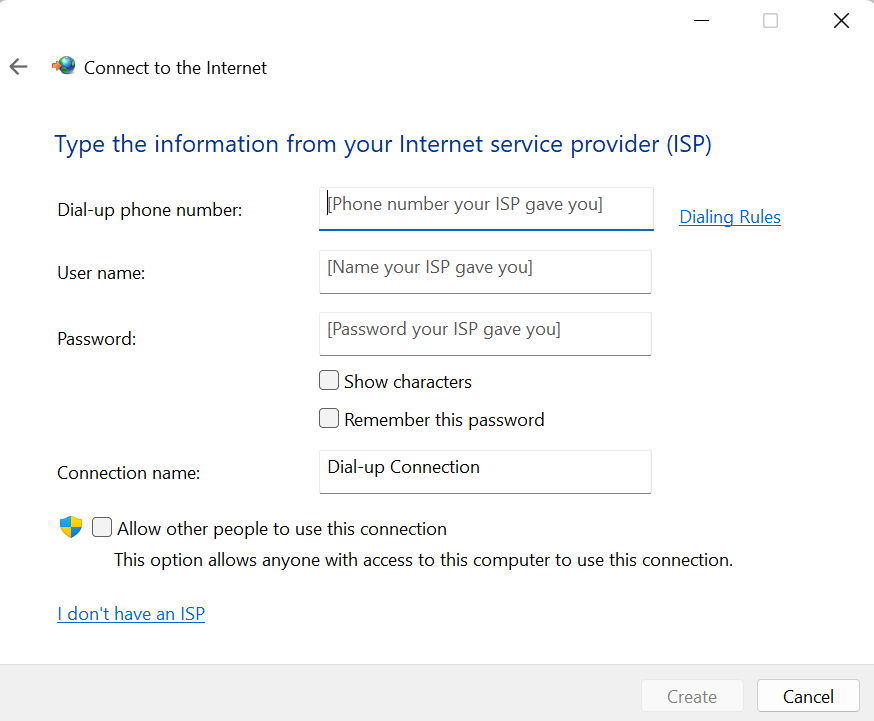 Connect to the Internet
Type the information from your Internet service provider (ISP)
Dial-up phone number:
[Phone number your ISP gave you]
Dialing Rules
User name:
[Name your ISP gave you]
Password:
[Password your ISP gave you]
Show characters
Remember this password
Connection name:
Dial-up Connection
Allow other people to use this connection
This option allows anyone with access to this computer to use this connection.
I don't have an ISP
Create
Cancel